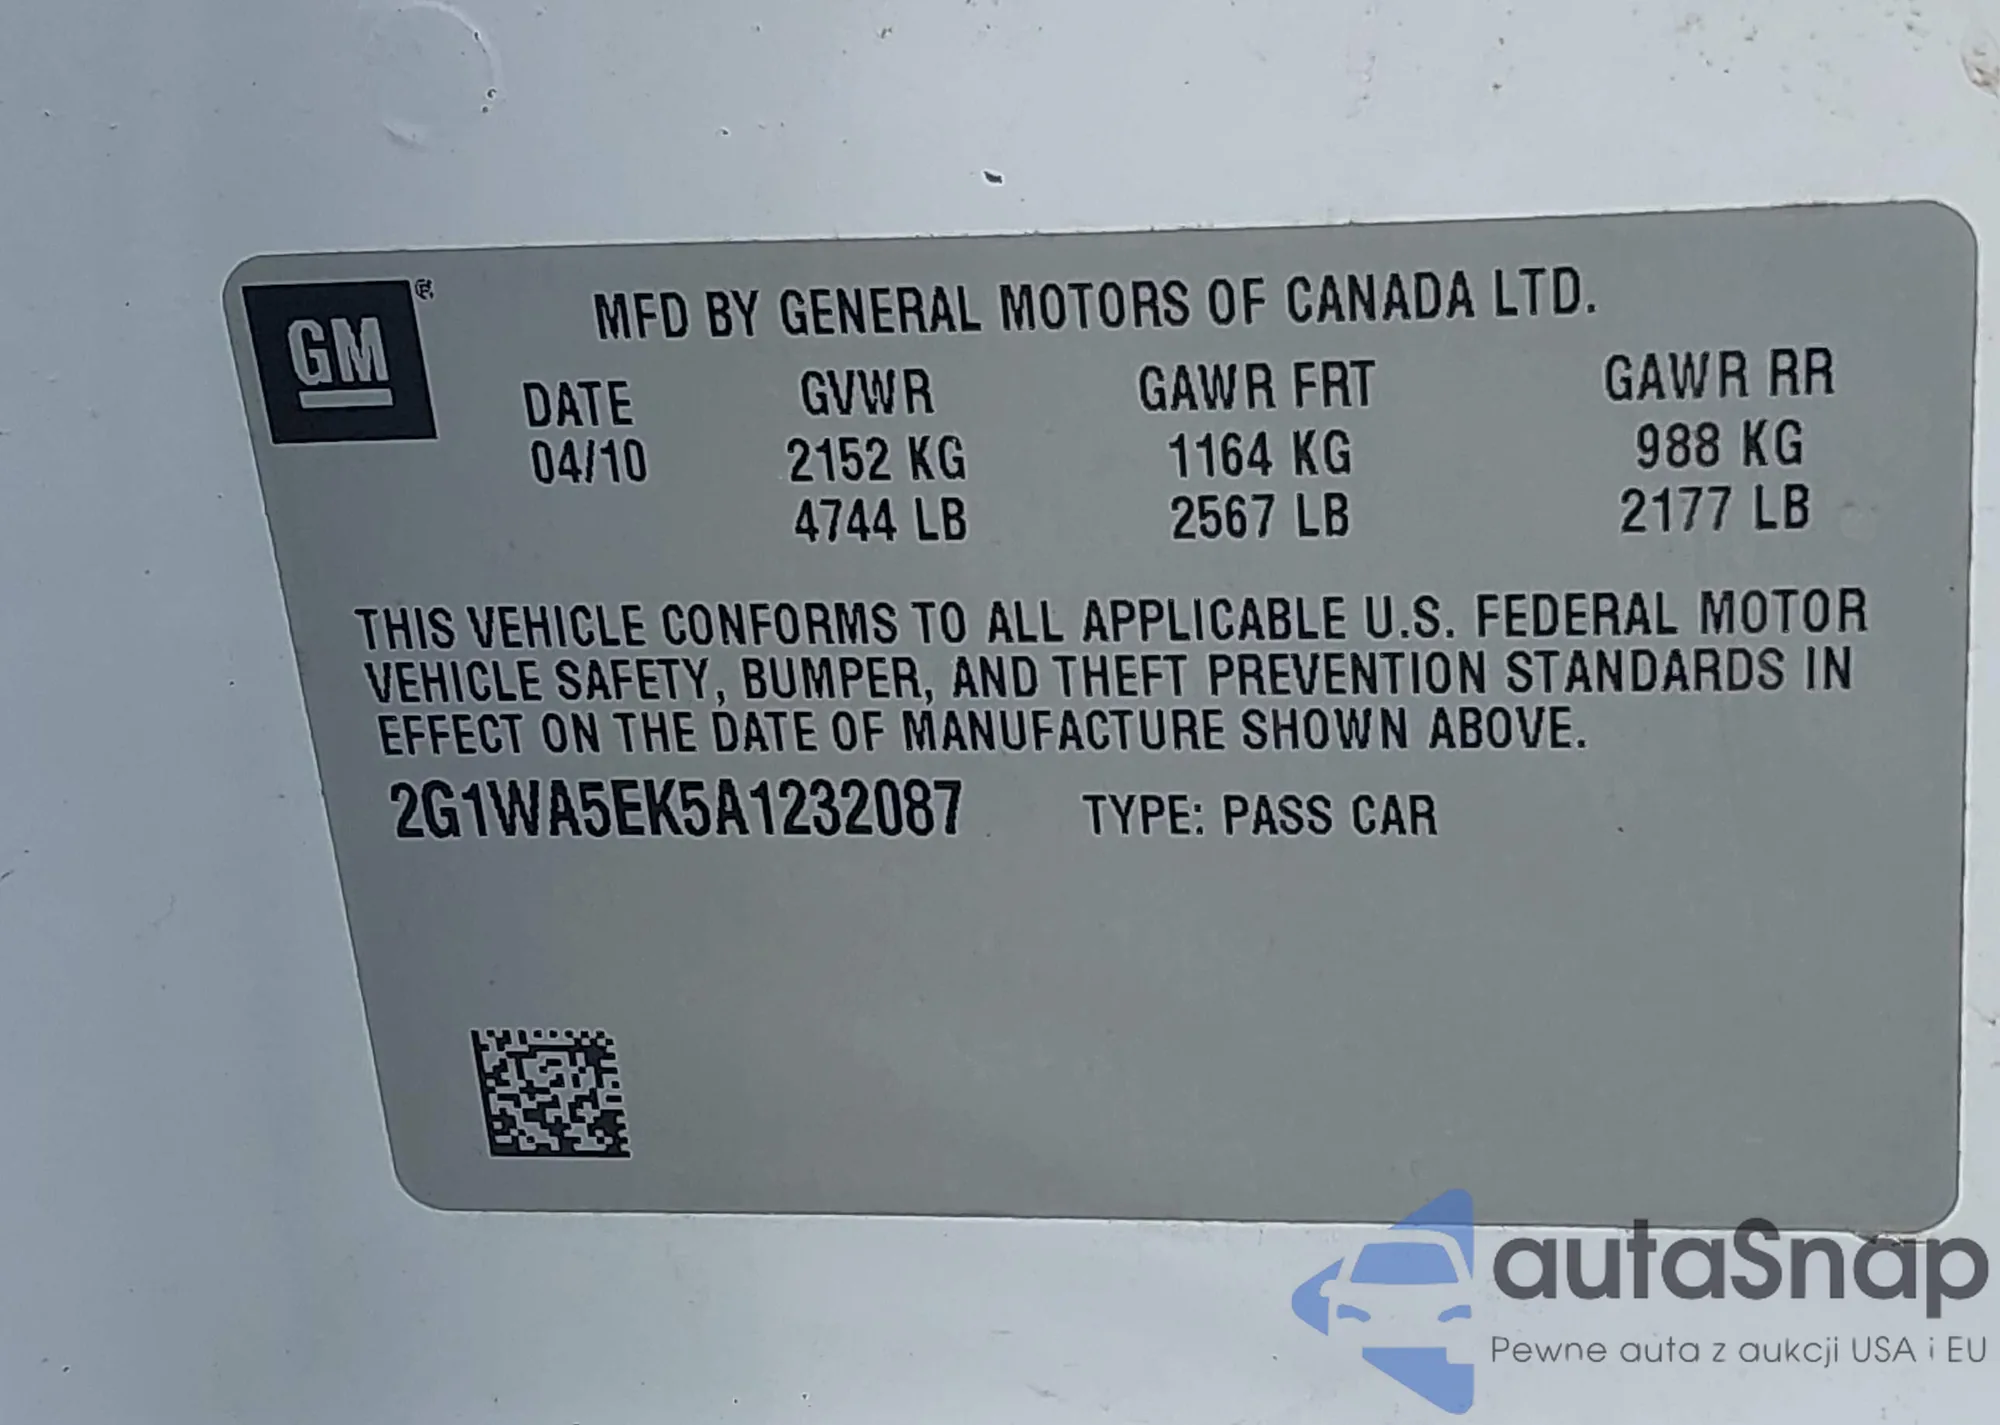 GM ®
MFD BY GENERAL MOTORS OF CANADA LTD.
DATE GVWR GAWR FRT GAWR RR
04/10 2152 KG 1164 KG 988 KG
4744 LB 2567 LB 2177 LB
THIS VEHICLE CONFORMS TO ALL APPLICABLE U.S. FEDERAL MOTOR
VEHICLE SAFETY, BUMPER, AND THEFT PREVENTION STANDARDS IN
EFFECT ON THE DATE OF MANUFACTURE SHOWN ABOVE.
2G1WA5EK5A1232087 TYPE: PASS CAR
autaSnap
Pewne auta z aukcji USA i EU